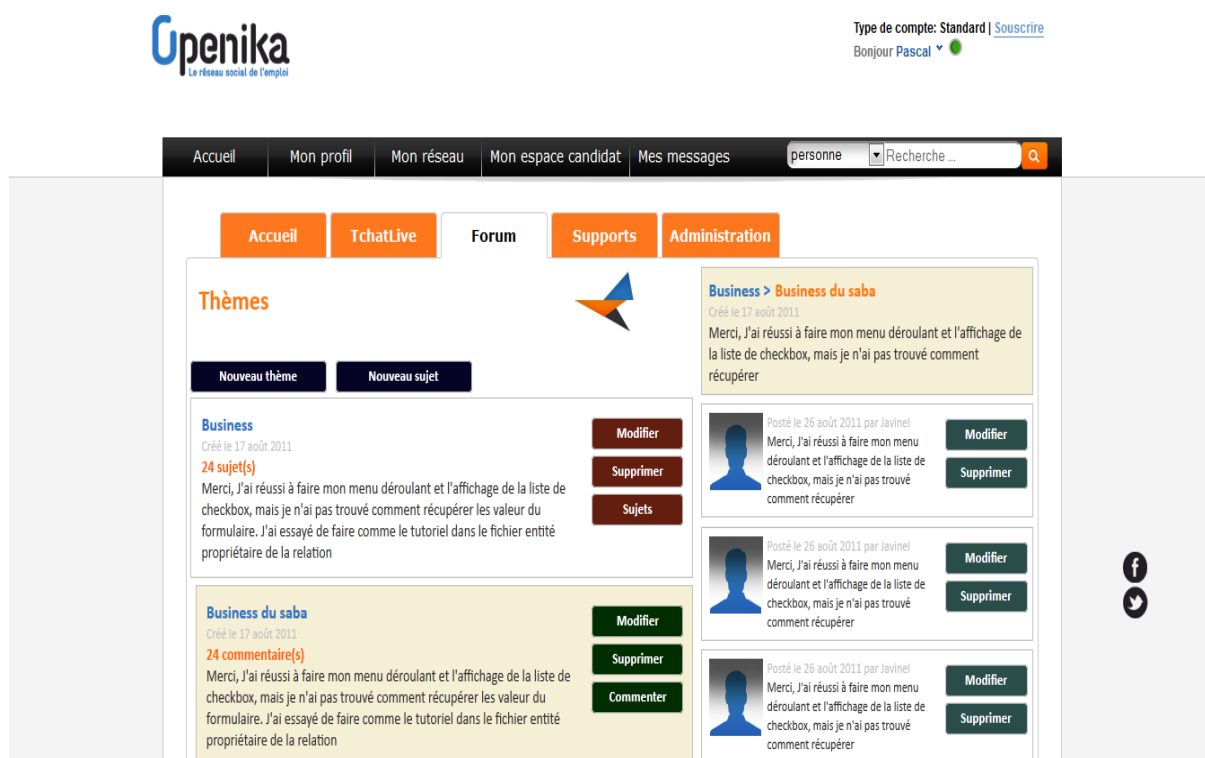 Openika
Le réseau social de l'emploi
Type de compte: Standard | Souscrire
Bonjour Pascal
Accueil
Mon profil
Mon réseau
Mon espace candidat
Mes messages
personne
Recherche ...
Accueil
TchatLive
Forum
Supports
Administration
Thèmes
Nouveau thème
Nouveau sujet
Business
Créé le 17 août 2011
24 sujet(s)
Merci, J'ai réussi à faire mon menu déroulant et l'affichage de la liste de
checkbox, mais je n'ai pas trouvé comment récupérer les valeur du
formulaire. J'ai essayé de faire comme le tutoriel dans le fichier entité
propriétaire de la relation
Modifier
Supprimer
Sujets
Business du saba
Créé le 17 août 2011
24 commentaire(s)
Merci, J'ai réussi à faire mon menu déroulant et l'affichage de la liste de
checkbox, mais je n'ai pas trouvé comment récupérer les valeur du
formulaire. J'ai essayé de faire comme le tutoriel dans le fichier entité
propriétaire de la relation
Modifier
Supprimer
Commenter
Business > Business du saba
Créé le 17 août 2011
Merci, J'ai réussi à faire mon menu déroulant et l'affichage de
la liste de checkbox, mais je n'ai pas trouvé comment
récupérer
Posté le 26 août 2011 par Javinel
Merci, J'ai réussi à faire mon menu
déroulant et l'affichage de la liste de
checkbox, mais je n'ai pas trouvé
comment récupérer
Modifier
Supprimer
Posté le 26 août 2011 par Javinel
Merci, J'ai réussi à faire mon menu
déroulant et l'affichage de la liste de
checkbox, mais je n'ai pas trouvé
comment récupérer
Modifier
Supprimer
Posté le 26 août 2011 par Javinel
Merci, J'ai réussi à faire mon menu
déroulant et l'affichage de la liste de
checkbox, mais je n'ai pas trouvé
comment récupérer
Modifier
Supprimer